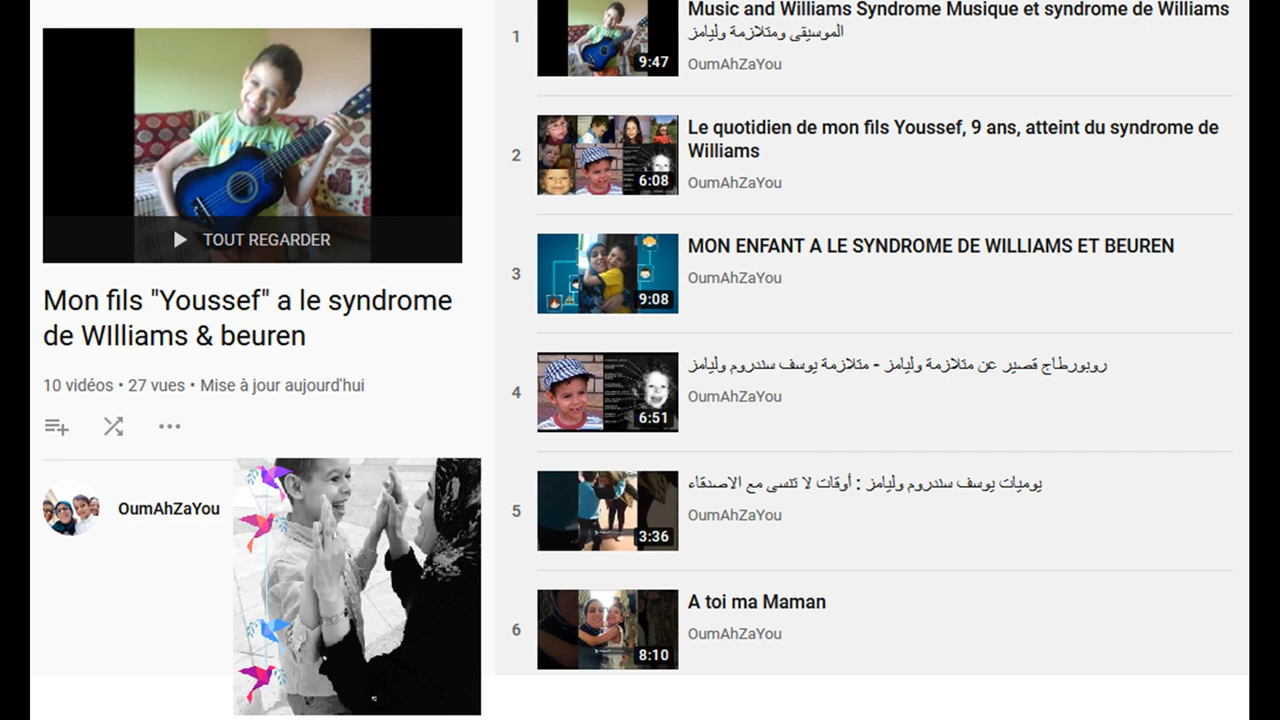 TOUT REGARDER
Mon fils "Youssef" a le syndrome
de WIlliams & beuren
10 vidéos • 27 vues • Mise à jour aujourd'hui
OumAhZaYou
1
9:47
Music and Williams Syndrome Musique et syndrome de Williams
الموسيقى ومتلازمة وليامز
OumAhZaYou
2
6:08
Le quotidien de mon fils Youssef, 9 ans, atteint du syndrome de
Williams
OumAhZaYou
3
9:08
MON ENFANT A LE SYNDROME DE WILLIAMS ET BEUREN
OumAhZaYou
4
6:51
روبورطاج قصير عن متلازمة وليامز - متلازمة يوسف سندروم وليامز
OumAhZaYou
5
3:36
يوميات يوسف سندروم وليامز : أوقات لا تنسى مع الاصدقاء
OumAhZaYou
6
8:10
A toi ma Maman
OumAhZaYou